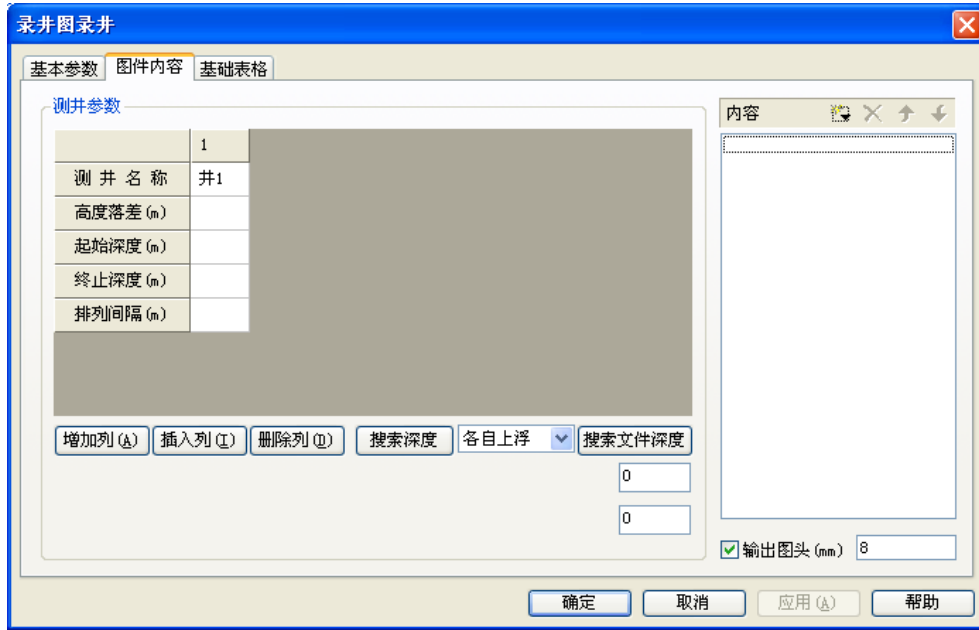 录井图录井
基本参数 图件内容 基础表格
测井参数
1
测井名称 井1
高度落差(m)
起始深度(m)
终止深度(m)
排列间隔(m)
增加列(A) 插入列(I) 删除列(D) 搜索深度 各自上浮 搜索文件深度
0
0
内容
输出图头(mm) 8
确定 取消 应用(A) 帮助